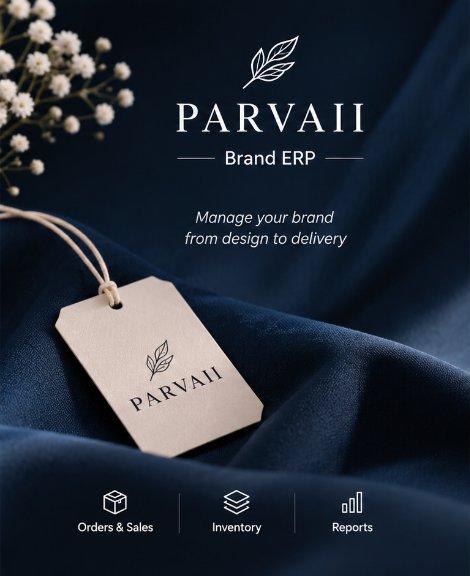 PARVAII
Brand ERP
Manage your brand
from design to delivery
PARVAII
Orders & Sales
Inventory
Reports